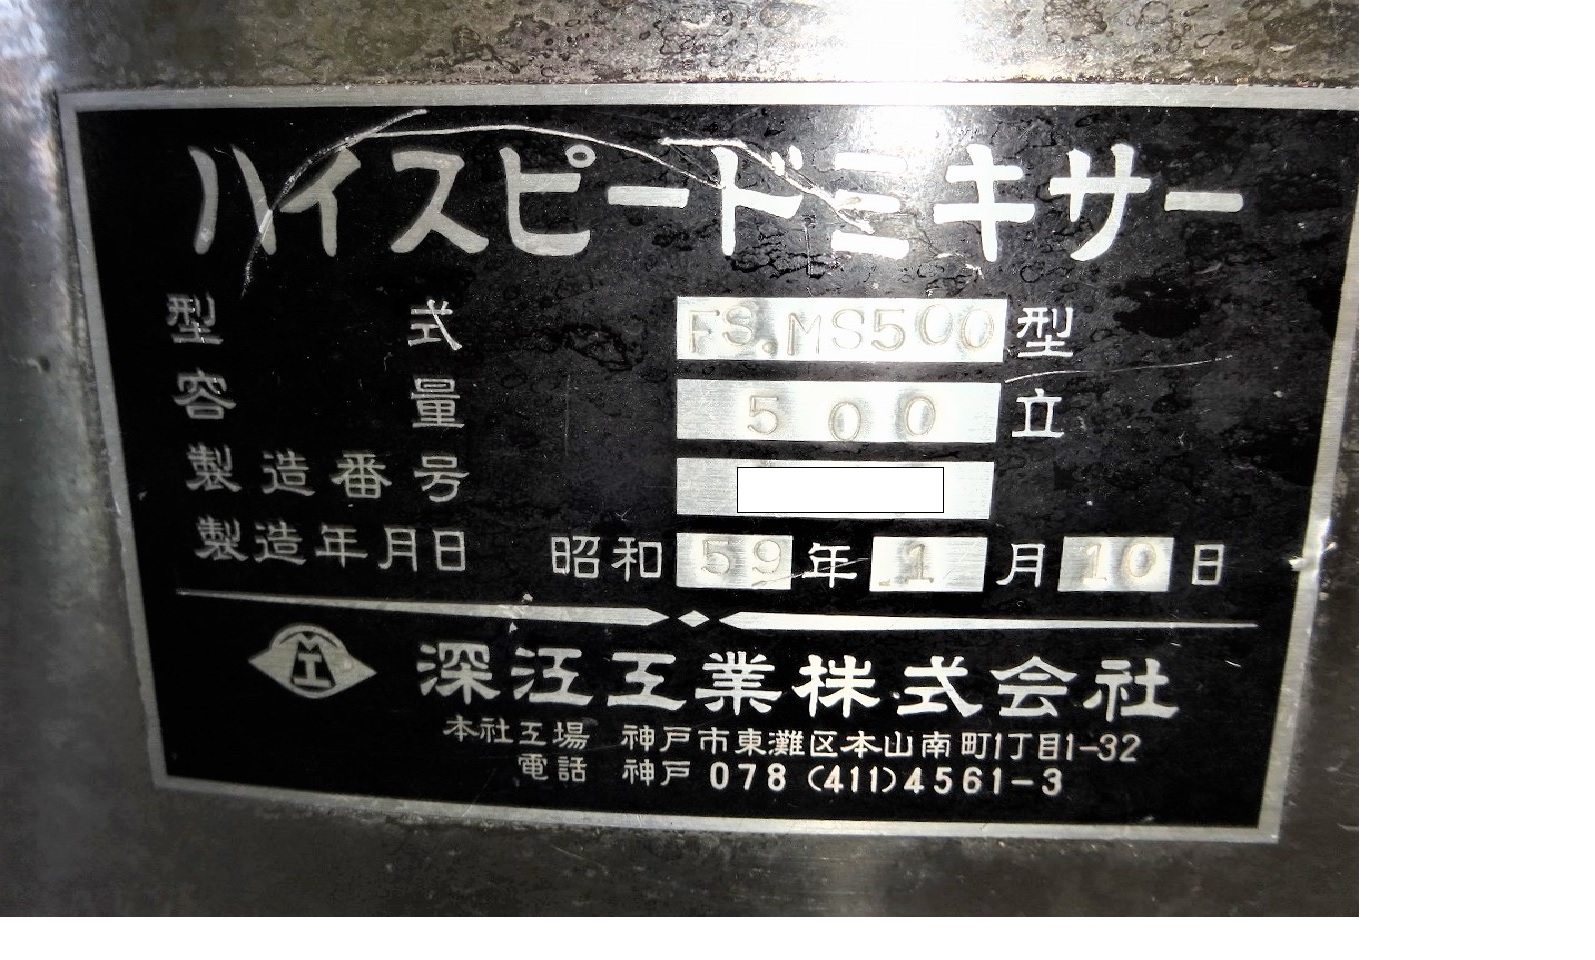 ハイスピードミキサー
型式 FS.MS500型
容量 500立
製造番号
製造年月日 昭和59年1月10日
深江工業株式会社
本社工場 神戸市東灘区本山南町1丁目1-32
電話 神戸 078 (411)4561-3